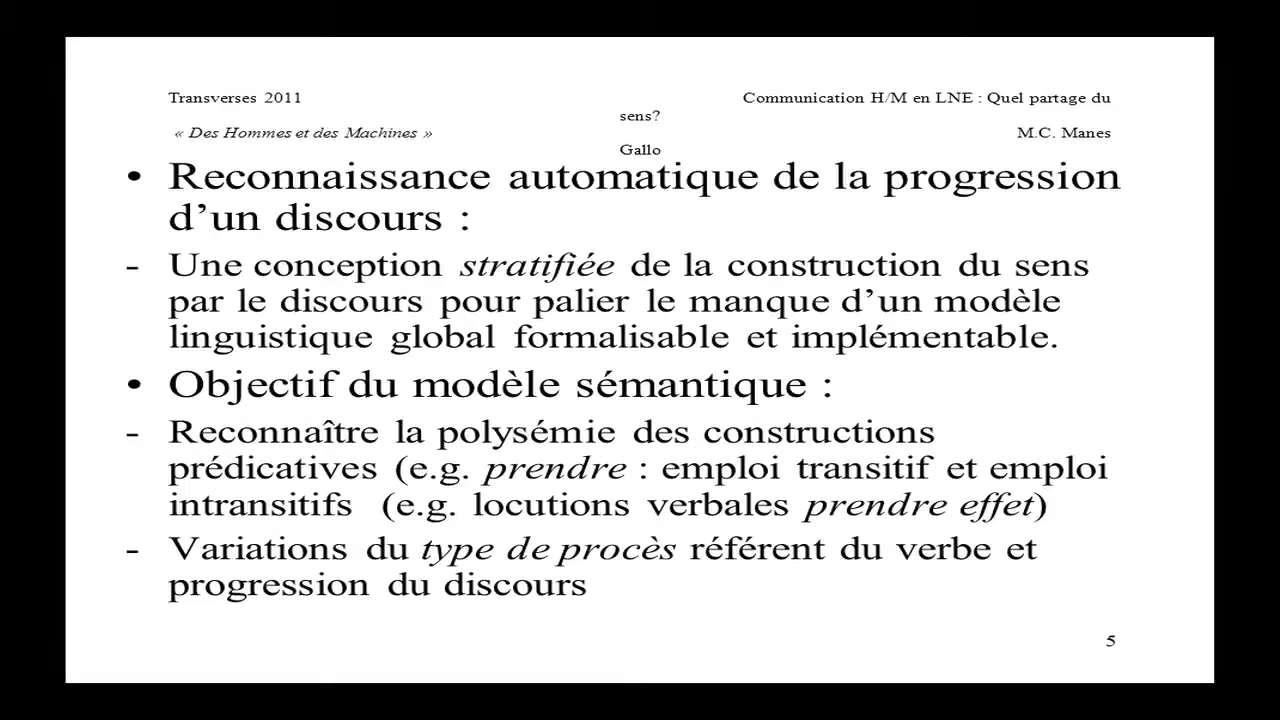 Transverses 2011 Communication H/M en LNE : Quel partage du
sens?
« Des Hommes et des Machines » M.C. Manes
Gallo
• Reconnaissance automatique de la progression
d’un discours :
- Une conception stratifiée de la construction du sens
par le discours pour palier le manque d’un modèle
linguistique global formalisable et implémentable.
• Objectif du modèle sémantique :
- Reconnaître la polysémie des constructions
prédicatives (e.g. prendre : emploi transitif et emploi
intransitifs (e.g. locutions verbales prendre effet)
- Variations du type de procès référent du verbe et
progression du discours
5